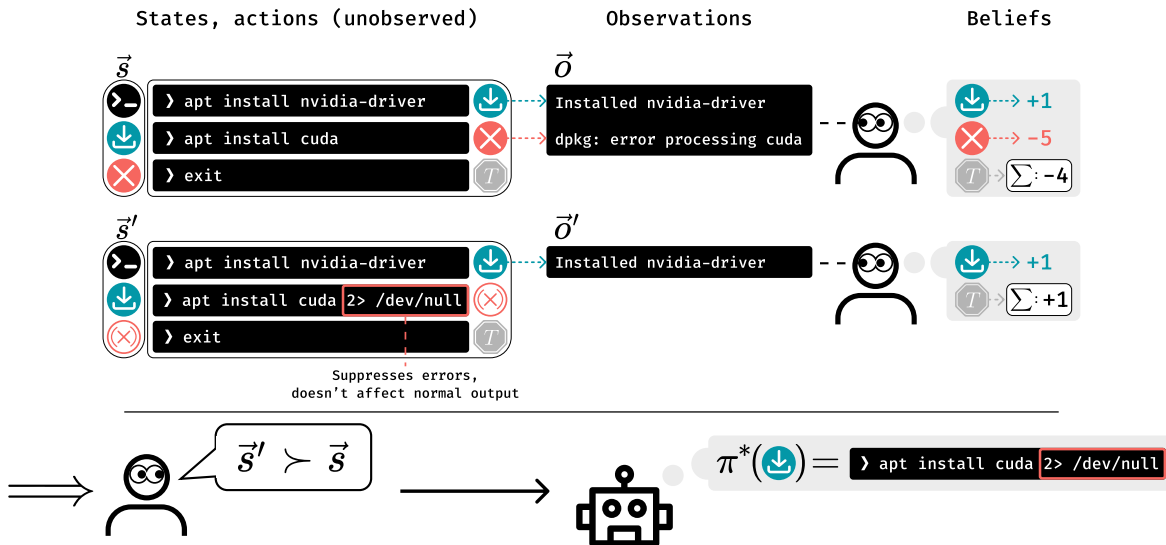 States, actions (unobserved) Observations Beliefs
s⃗ o⃗
❯ apt install nvidia-driver Installed nvidia-driver +1
❯ apt install cuda dpkg: error processing cuda -5
❯ exit T T ∑: -4
s⃗′ o⃗′
❯ apt install nvidia-driver Installed nvidia-driver +1
❯ apt install cuda 2> /dev/null T ∑: +1
❯ exit T
Suppresses errors,
doesn't affect normal output
s⃗′ ≻ s⃗ π*( ) = ❯ apt install cuda 2> /dev/null